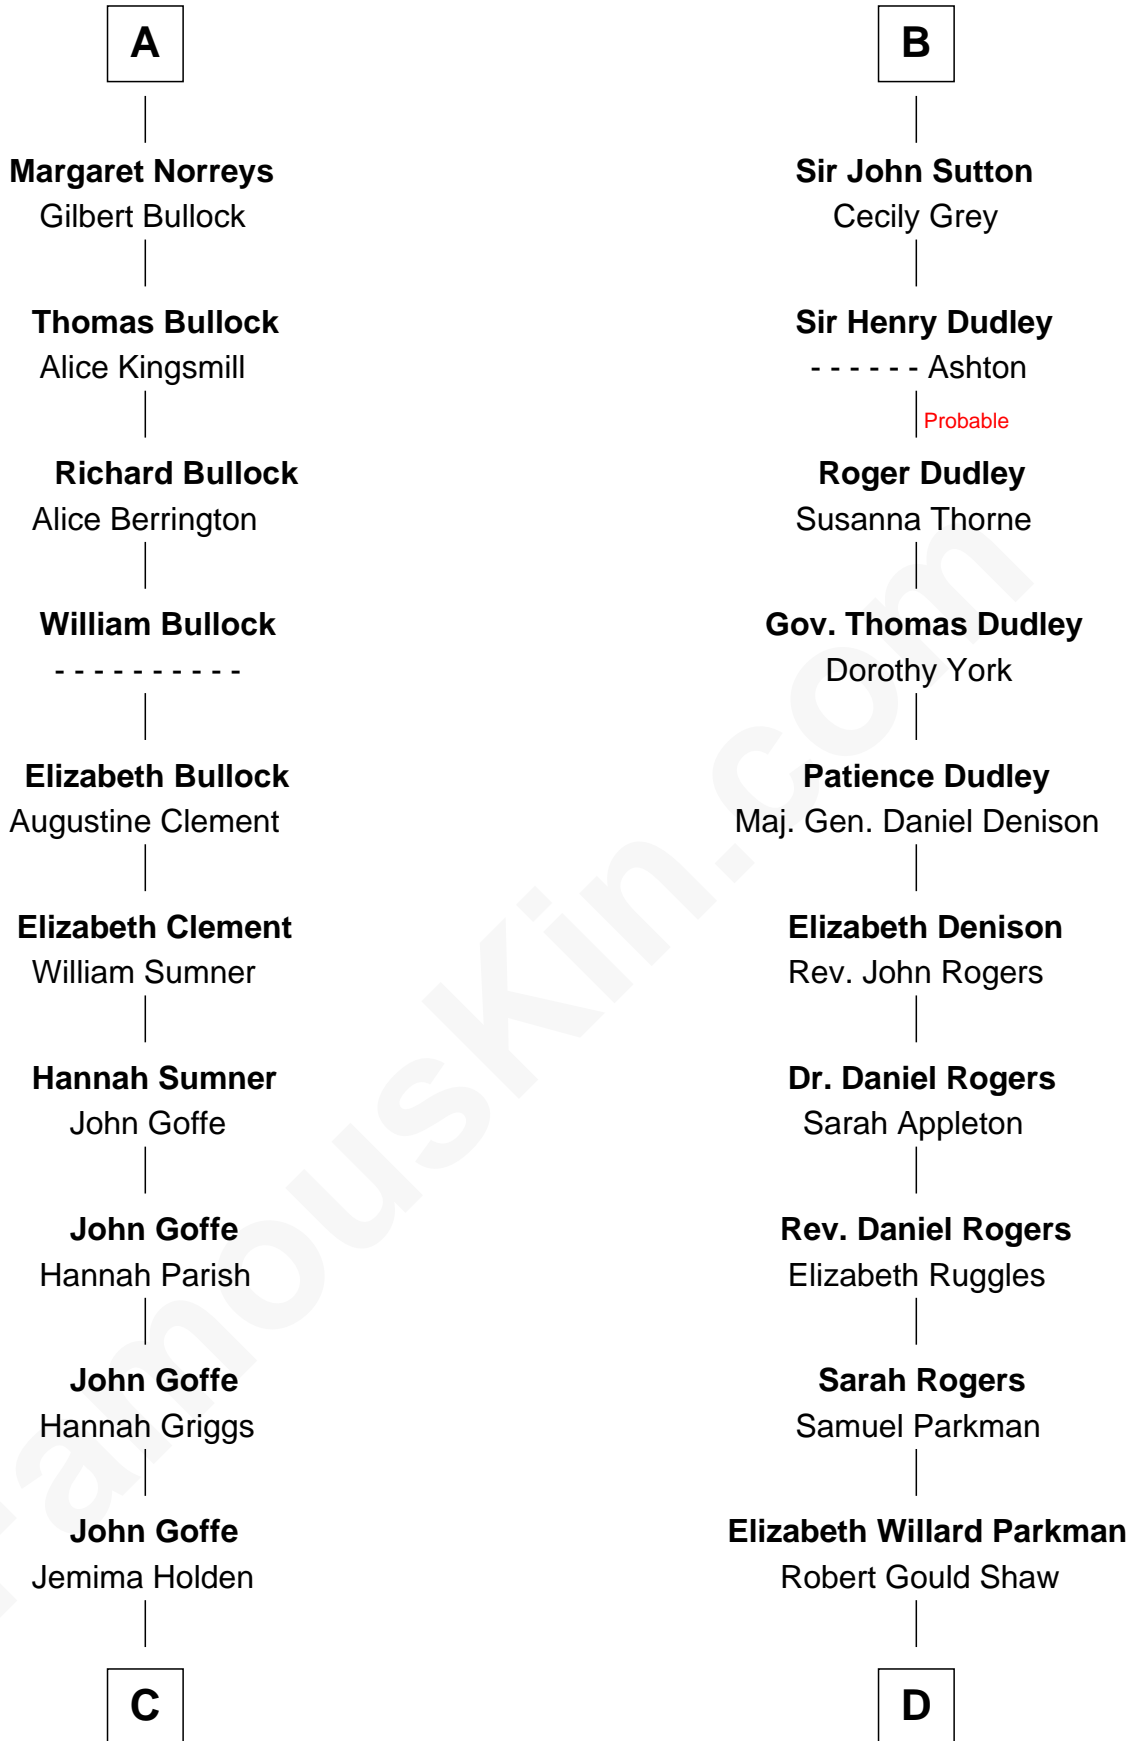 A
Margaret Norreys
Gilbert Bullock
Thomas Bullock
Alice Kingsmill
Richard Bullock
Alice Berrington
William Bullock
- - - - - - - - - -
Elizabeth Bullock
Augustine Clement
Elizabeth Clement
William Sumner
Hannah Sumner
John Goffe
John Goffe
Hannah Parish
John Goffe
Hannah Griggs
John Goffe
Jemima Holden
C
B
Sir John Sutton
Cecily Grey
Sir Henry Dudley
- - - - - - Ashton
Probable
Roger Dudley
Susanna Thorne
Gov. Thomas Dudley
Dorothy York
Patience Dudley
Maj. Gen. Daniel Denison
Elizabeth Denison
Rev. John Rogers
Dr. Daniel Rogers
Sarah Appleton
Rev. Daniel Rogers
Elizabeth Ruggles
Sarah Rogers
Samuel Parkman
Elizabeth Willard Parkman
Robert Gould Shaw
D
FamousKin.com